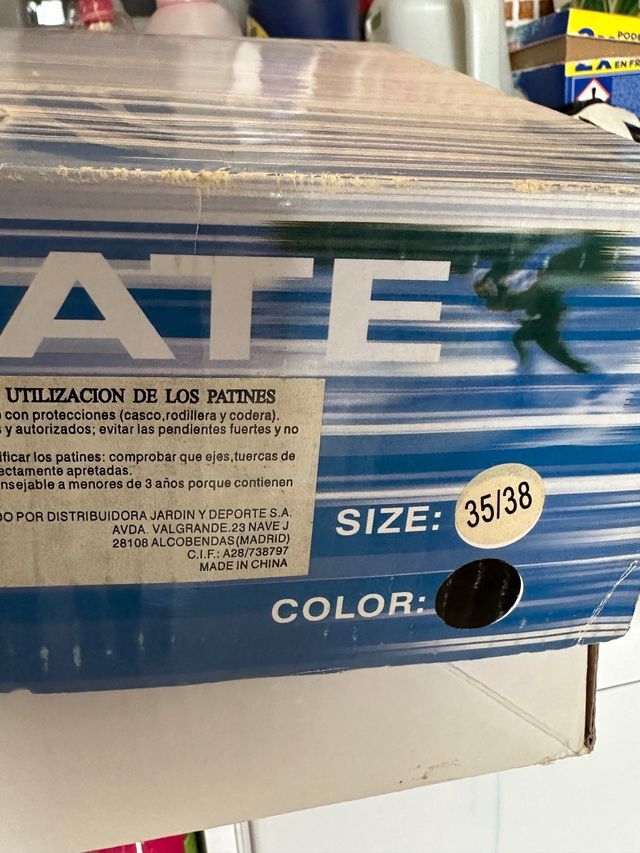 ATE
UTILIZACION DE LOS PATINES
con protecciones (casco,rodillera y codera).
y autorizados; evitar las pendientes fuertes y no
ificar los patines: comprobar que ejes,tuercas de
ectamente apretadas.
nsejable a menores de 3 años porque contienen
DO POR DISTRIBUIDORA JARDIN Y DEPORTE S.A.
AVDA. VALGRANDE.23 NAVE J
28108 ALCOBENDAS(MADRID)
C.I.F.: A28/738797
MADE IN CHINA
SIZE: 35/38
COLOR:
EN FR